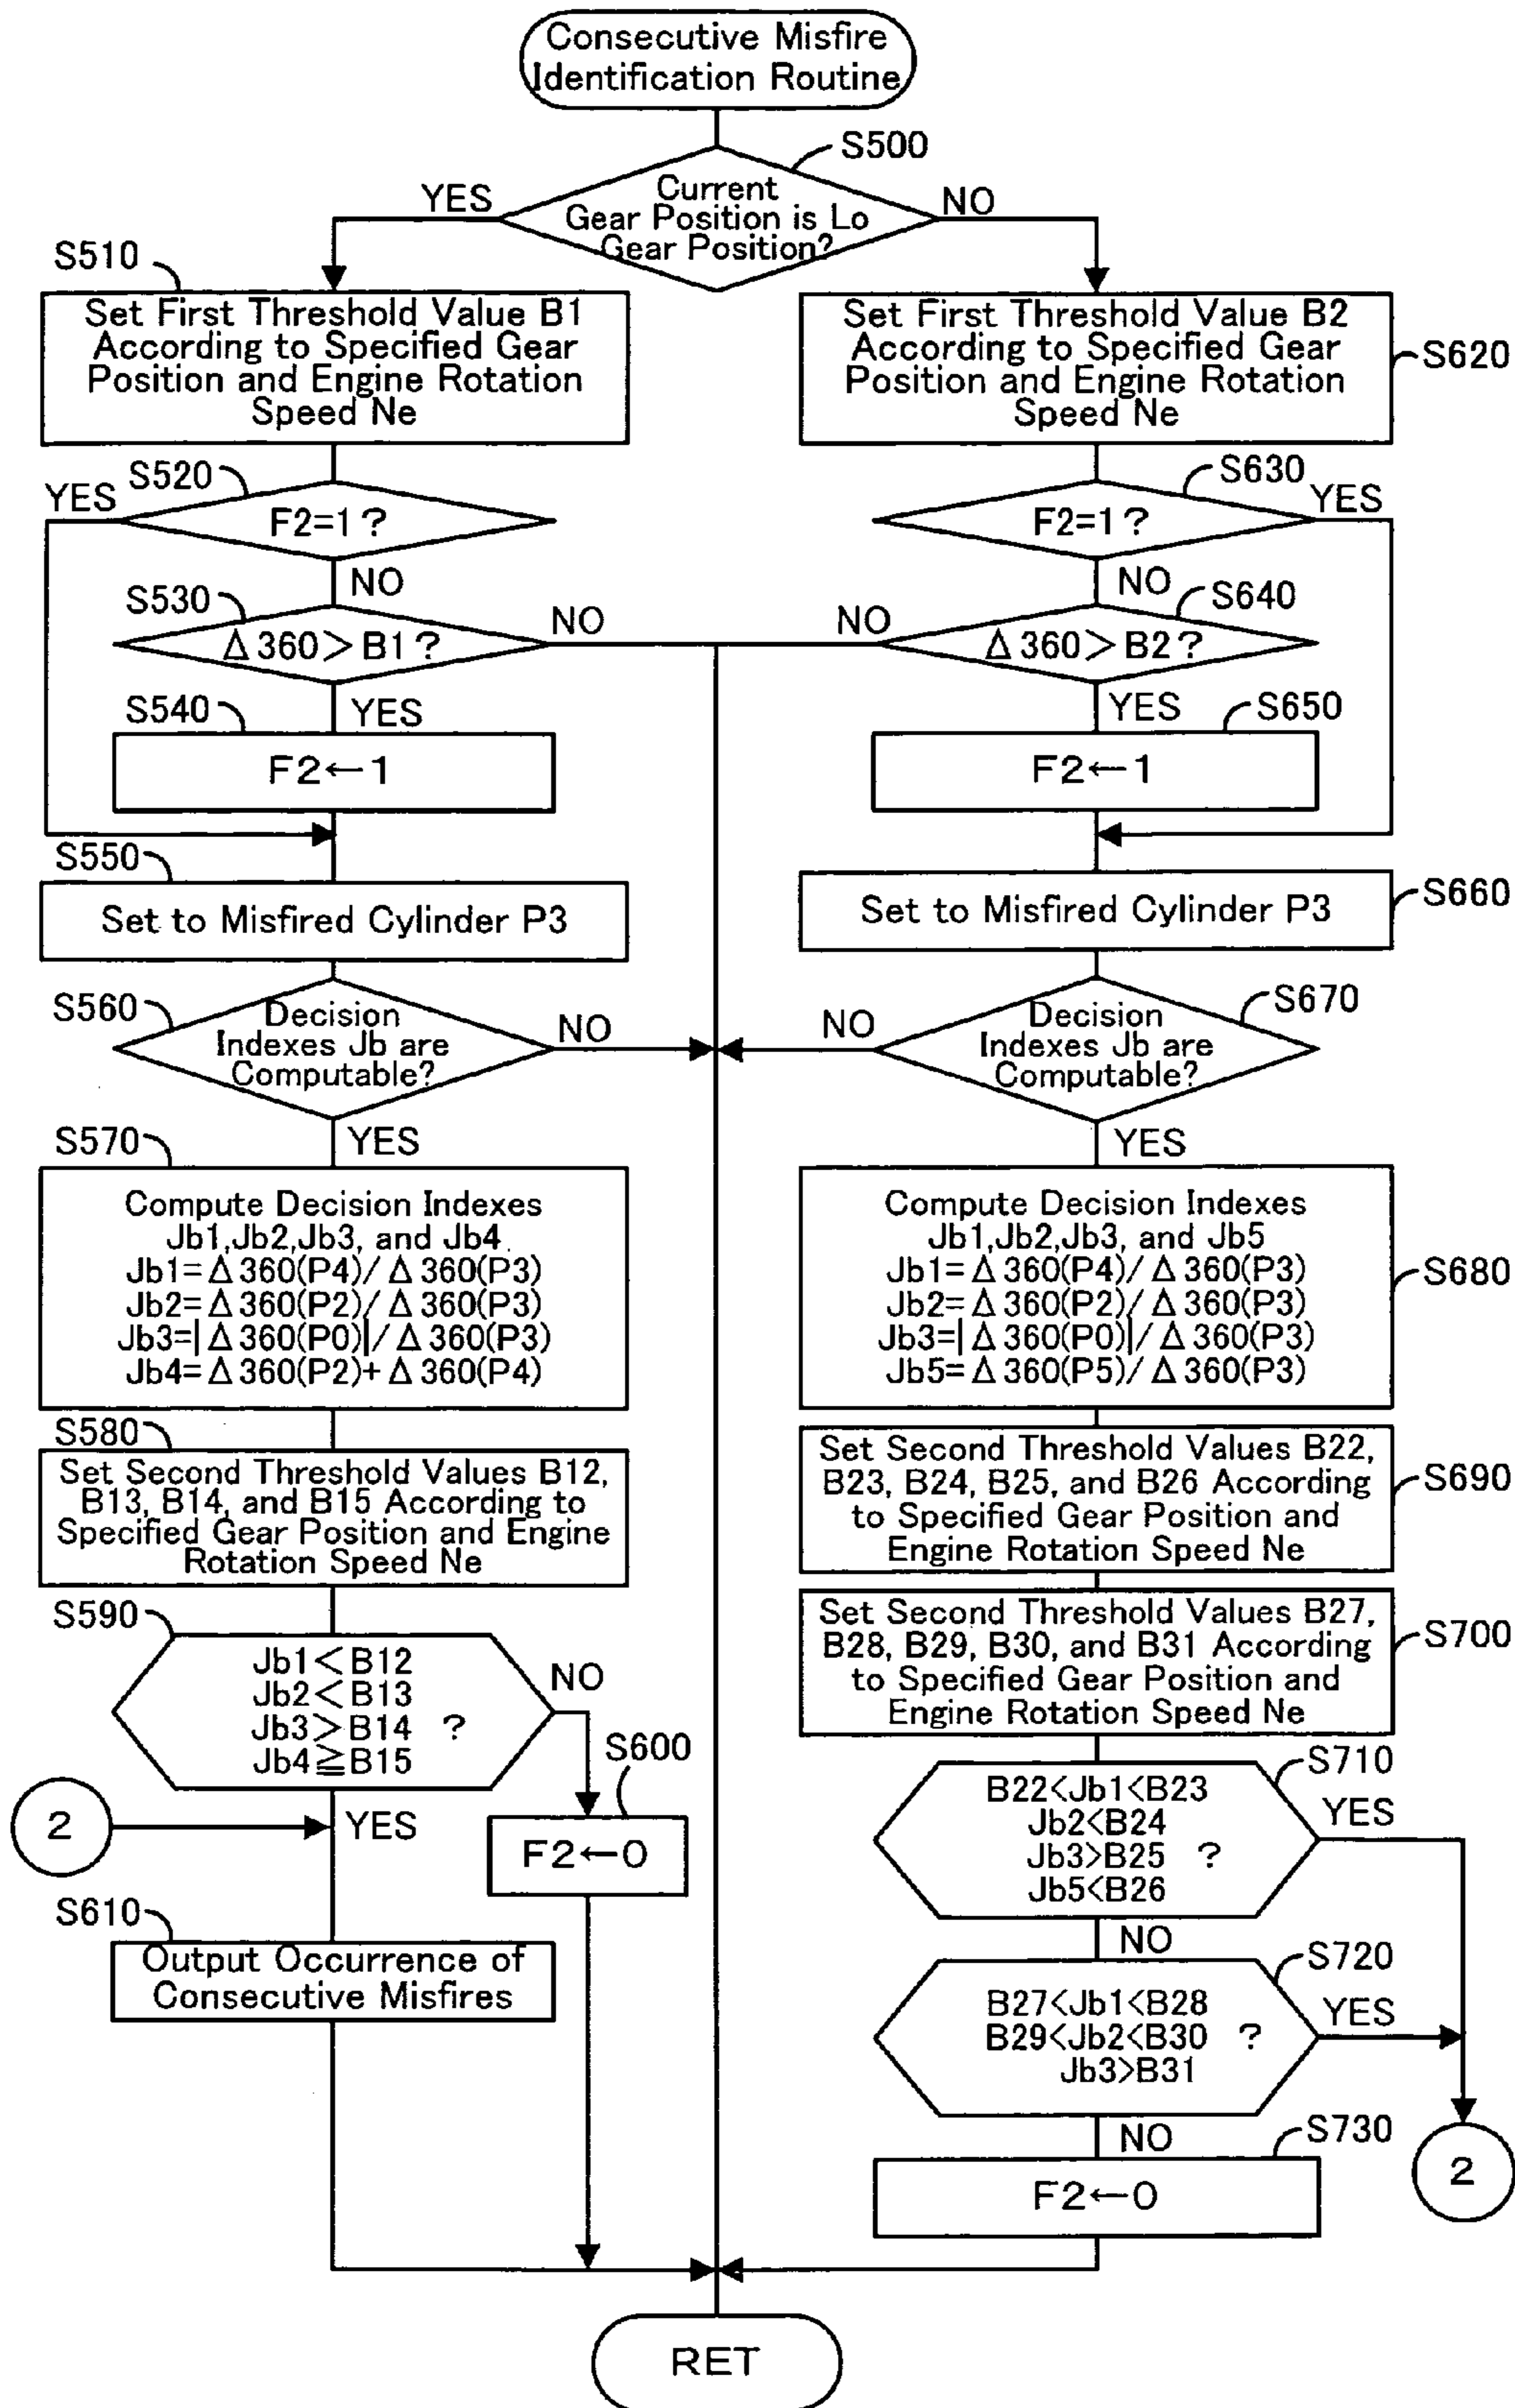 Consecutive Misfire
Identification Routine
S500
Current
Gear Position is Lo
Gear Position?
YES
NO
S510
Set First Threshold Value B1
According to Specified Gear
Position and Engine Rotation
Speed Ne
Set First Threshold Value B2
According to Specified Gear
Position and Engine Rotation
Speed Ne
S620
S520
YES
F2=1?
NO
S630
YES
F2=1?
NO
S530
Δ360>B1?
NO
YES
S640
NO
Δ360>B2?
YES
S540
F2←1
S650
F2←1
S550
Set to Misfired Cylinder P3
Set to Misfired Cylinder P3
S660
S560
Decision
Indexes Jb are
Computable?
NO
YES
S670
NO
Decision
Indexes Jb are
Computable?
YES
S570
Compute Decision Indexes
Jb1,Jb2,Jb3, and Jb4
Jb1=Δ360(P4)/Δ360(P3)
Jb2=Δ360(P2)/Δ360(P3)
Jb3=|Δ360(P0)|/Δ360(P3)
Jb4=Δ360(P2)+Δ360(P4)
Compute Decision Indexes
Jb1,Jb2,Jb3, and Jb5
Jb1=Δ360(P4)/Δ360(P3)
Jb2=Δ360(P2)/Δ360(P3)
Jb3=|Δ360(P0)|/Δ360(P3)
Jb5=Δ360(P5)/Δ360(P3)
S680
S580
Set Second Threshold Values B12,
B13, B14, and B15 According to
Specified Gear Position and Engine
Rotation Speed Ne
Set Second Threshold Values B22,
B23, B24, B25, and B26 According
to Specified Gear Position and
Engine Rotation Speed Ne
S690
Set Second Threshold Values B27,
B28, B29, B30, and B31 According
to Specified Gear Position and
Engine Rotation Speed Ne
S700
S590
Jb1<B12
Jb2<B13
Jb3>B14 ?
Jb4≧B15
NO
YES
2
S600
F2←0
S610
Output Occurrence of
Consecutive Misfires
S710
B22<Jb1<B23
Jb2<B24
Jb3>B25 ?
Jb5<B26
YES
NO
S720
B27<Jb1<B28
B29<Jb2<B30 ?
Jb3>B31
YES
NO
S730
F2←0
2
RET